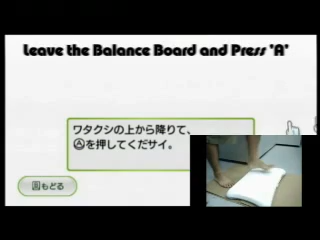 Leave the Balance Board and Press 'A'
ワタクシの上から降りて、
Ⓐを押してくだサイ。
もどる